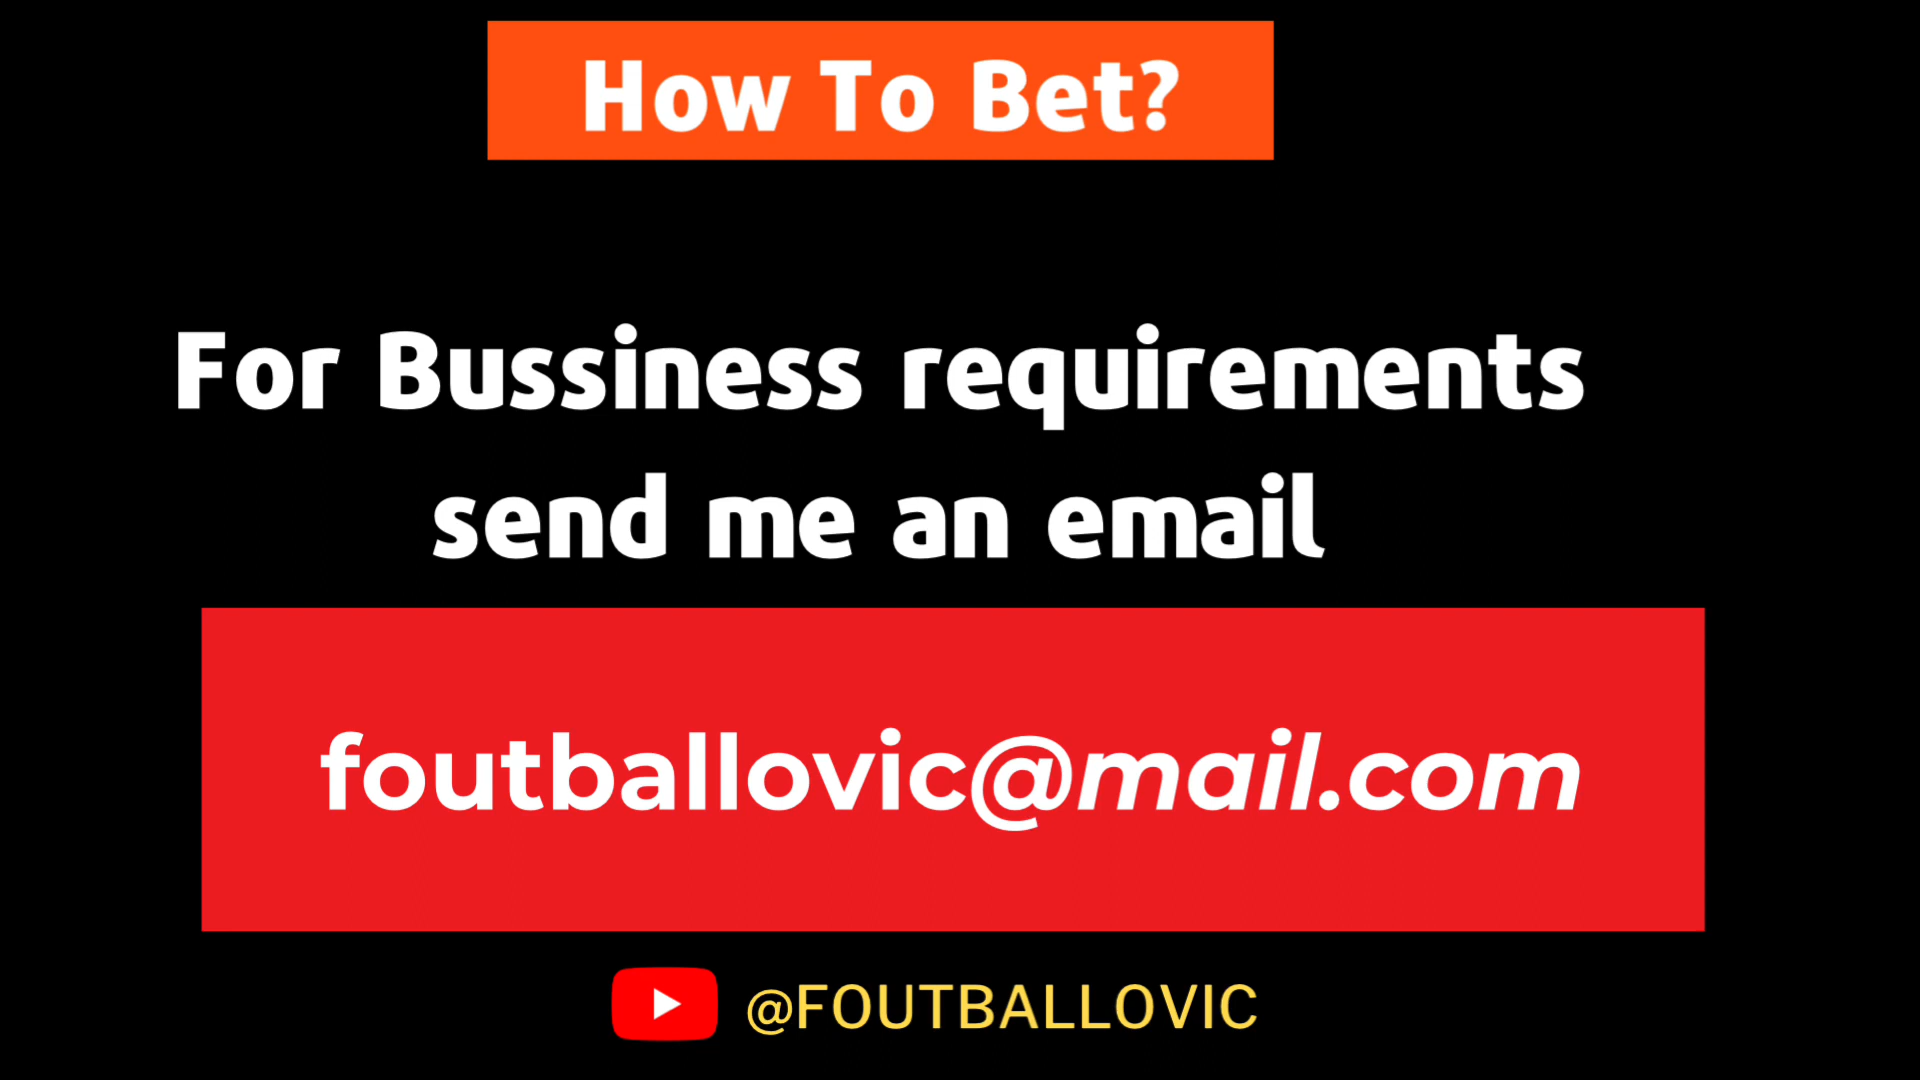 How To Bet?
For Bussiness requirements
send me an email
foutballovic@mail.com
@FOUTBALLOVIC